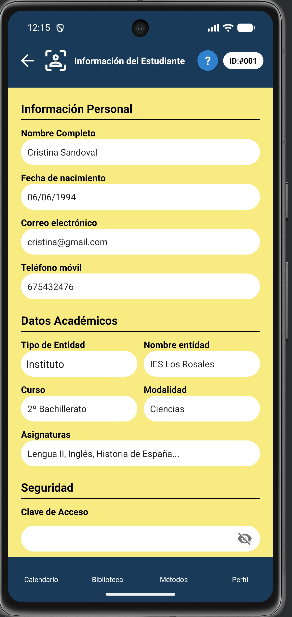 12:15
Información del Estudiante
?
ID:#001
Información Personal
Nombre Completo
Cristina Sandoval
Fecha de nacimiento
06/06/1994
Correo electrónico
cristina@gmail.com
Teléfono móvil
675432476
Datos Académicos
Tipo de Entidad Nombre entidad
Instituto IES Los Rosales
Curso Modalidad
2º Bachillerato Ciencias
Asignaturas
Lengua II, Inglés, Historia de España...
Seguridad
Clave de Acceso
Calendario Biblioteca Métodos Perfil